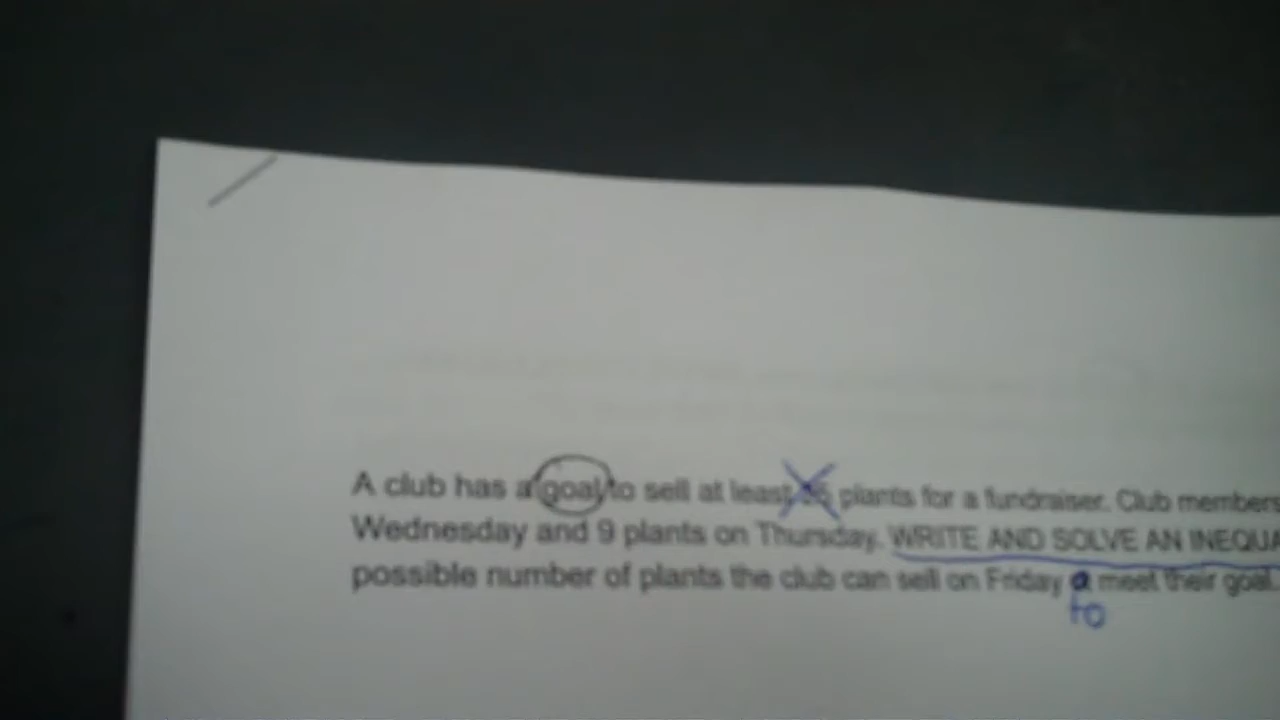 A club has a goal to sell at least plants for a fundraiser. Club members
Wednesday and 9 plants on Thursday. WRITE AND SOLVE AN INEQUA
possible number of plants the club can sell on Friday a meet their goal.
to